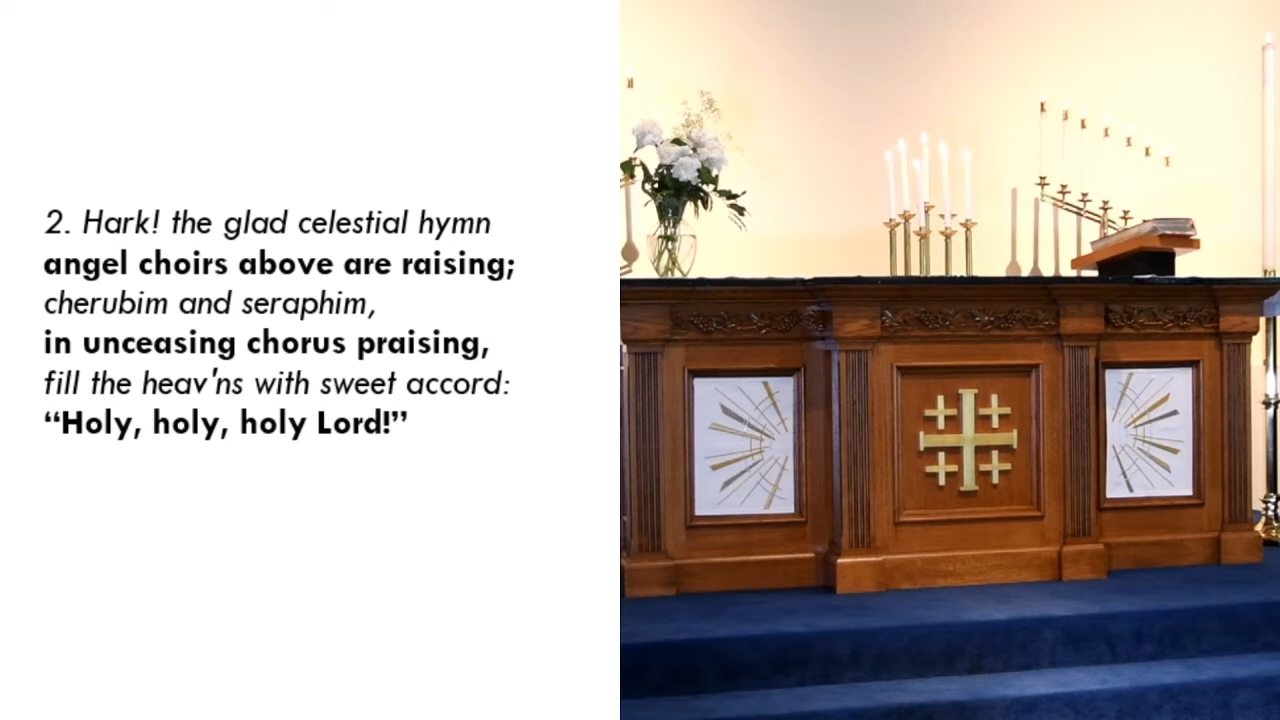 2. Hark! the glad celestial hymn
angel choirs above are raising;
cherubim and seraphim,
in unceasing chorus praising,
fill the heav'ns with sweet accord:
“Holy, holy, holy Lord!”